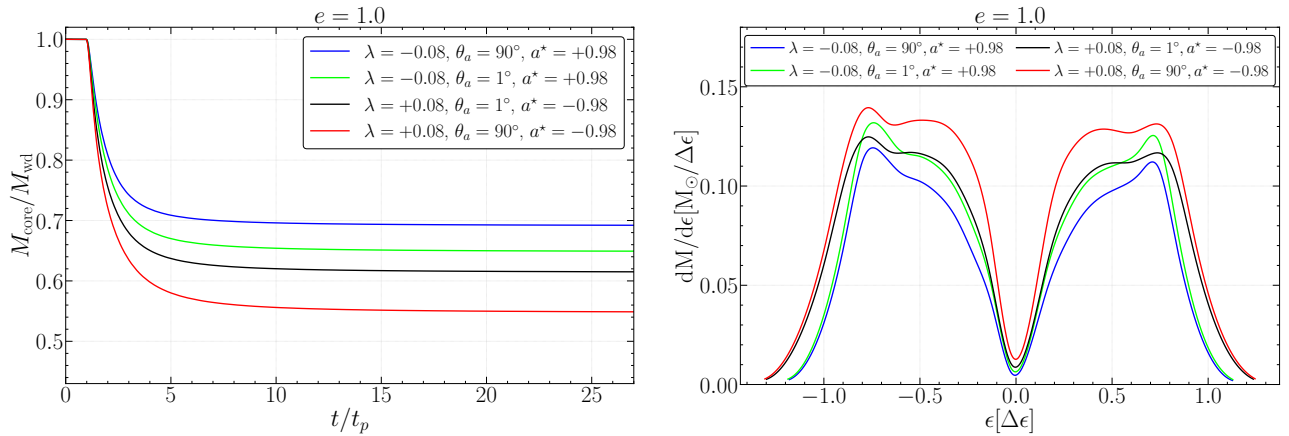 e = 1.0
M_core/M_wd
1.0
0.9
0.8
0.7
0.6
0.5
λ = −0.08, θ_a = 90°, a* = +0.98
λ = −0.08, θ_a = 1°, a* = +0.98
λ = +0.08, θ_a = 1°, a* = −0.98
λ = +0.08, θ_a = 90°, a* = −0.98
0 5 10 15 20 25
t/t_p
e = 1.0
dM/dϵ[M_⊙/Δϵ]
λ = −0.08, θ_a = 90°, a* = +0.98
λ = −0.08, θ_a = 1°, a* = +0.98
λ = +0.08, θ_a = 1°, a* = −0.98
λ = +0.08, θ_a = 90°, a* = −0.98
0.15
0.10
0.05
0.00
−1.0 −0.5 0.0 0.5 1.0
ϵ[Δϵ]